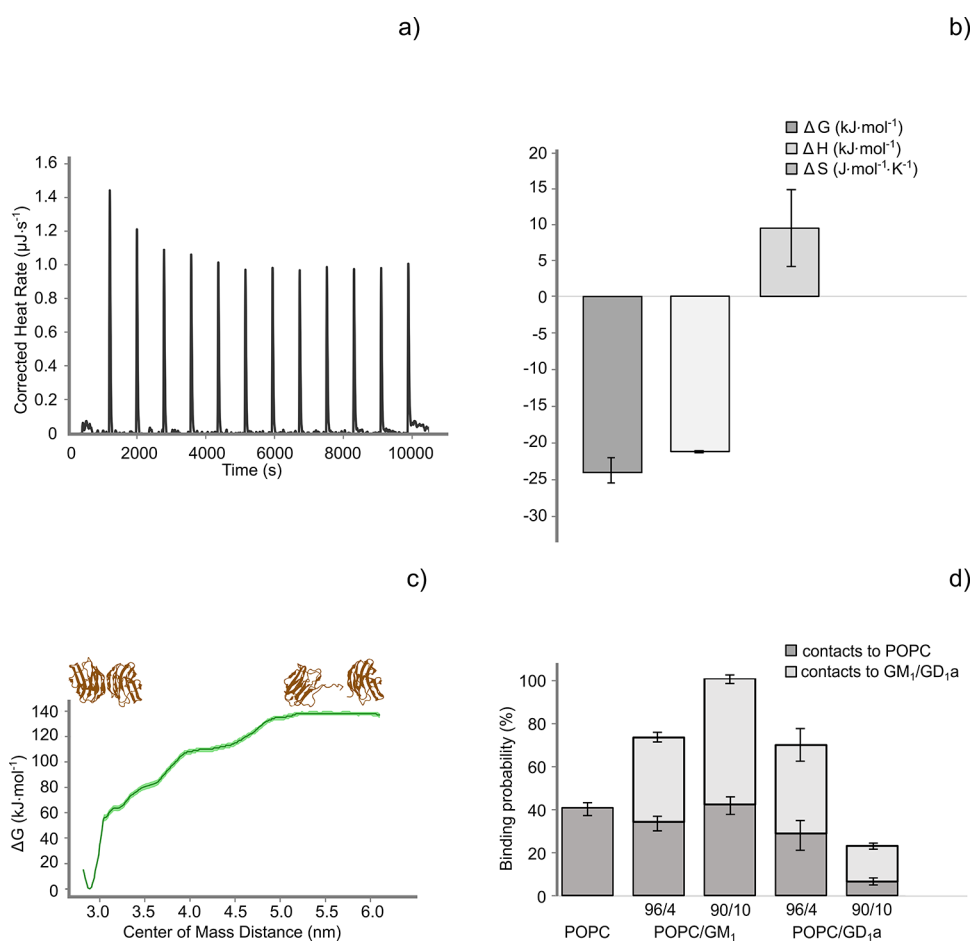 a)
Corrected Heat Rate (µJ·s⁻¹)
1.6
1.4
1.2
1.0
0.8
0.6
0.4
0.2
0
0 2000 4000 6000 8000 10000
Time (s)
b)
ΔG (kJ·mol⁻¹)
ΔH (kJ·mol⁻¹)
ΔS (J·mol⁻¹·K⁻¹)
20
15
10
5
0
-5
-10
-15
-20
-25
-30
c)
ΔG (kJ·mol⁻¹)
140
120
100
80
60
40
20
0
3.0 3.5 4.0 4.5 5.0 5.5 6.0
Center of Mass Distance (nm)
d)
contacts to POPC
contacts to GM₁/GD₁a
Binding probability (%)
100
80
60
40
20
0
96/4 90/10 96/4 90/10
POPC POPC/GM₁ POPC/GD₁a